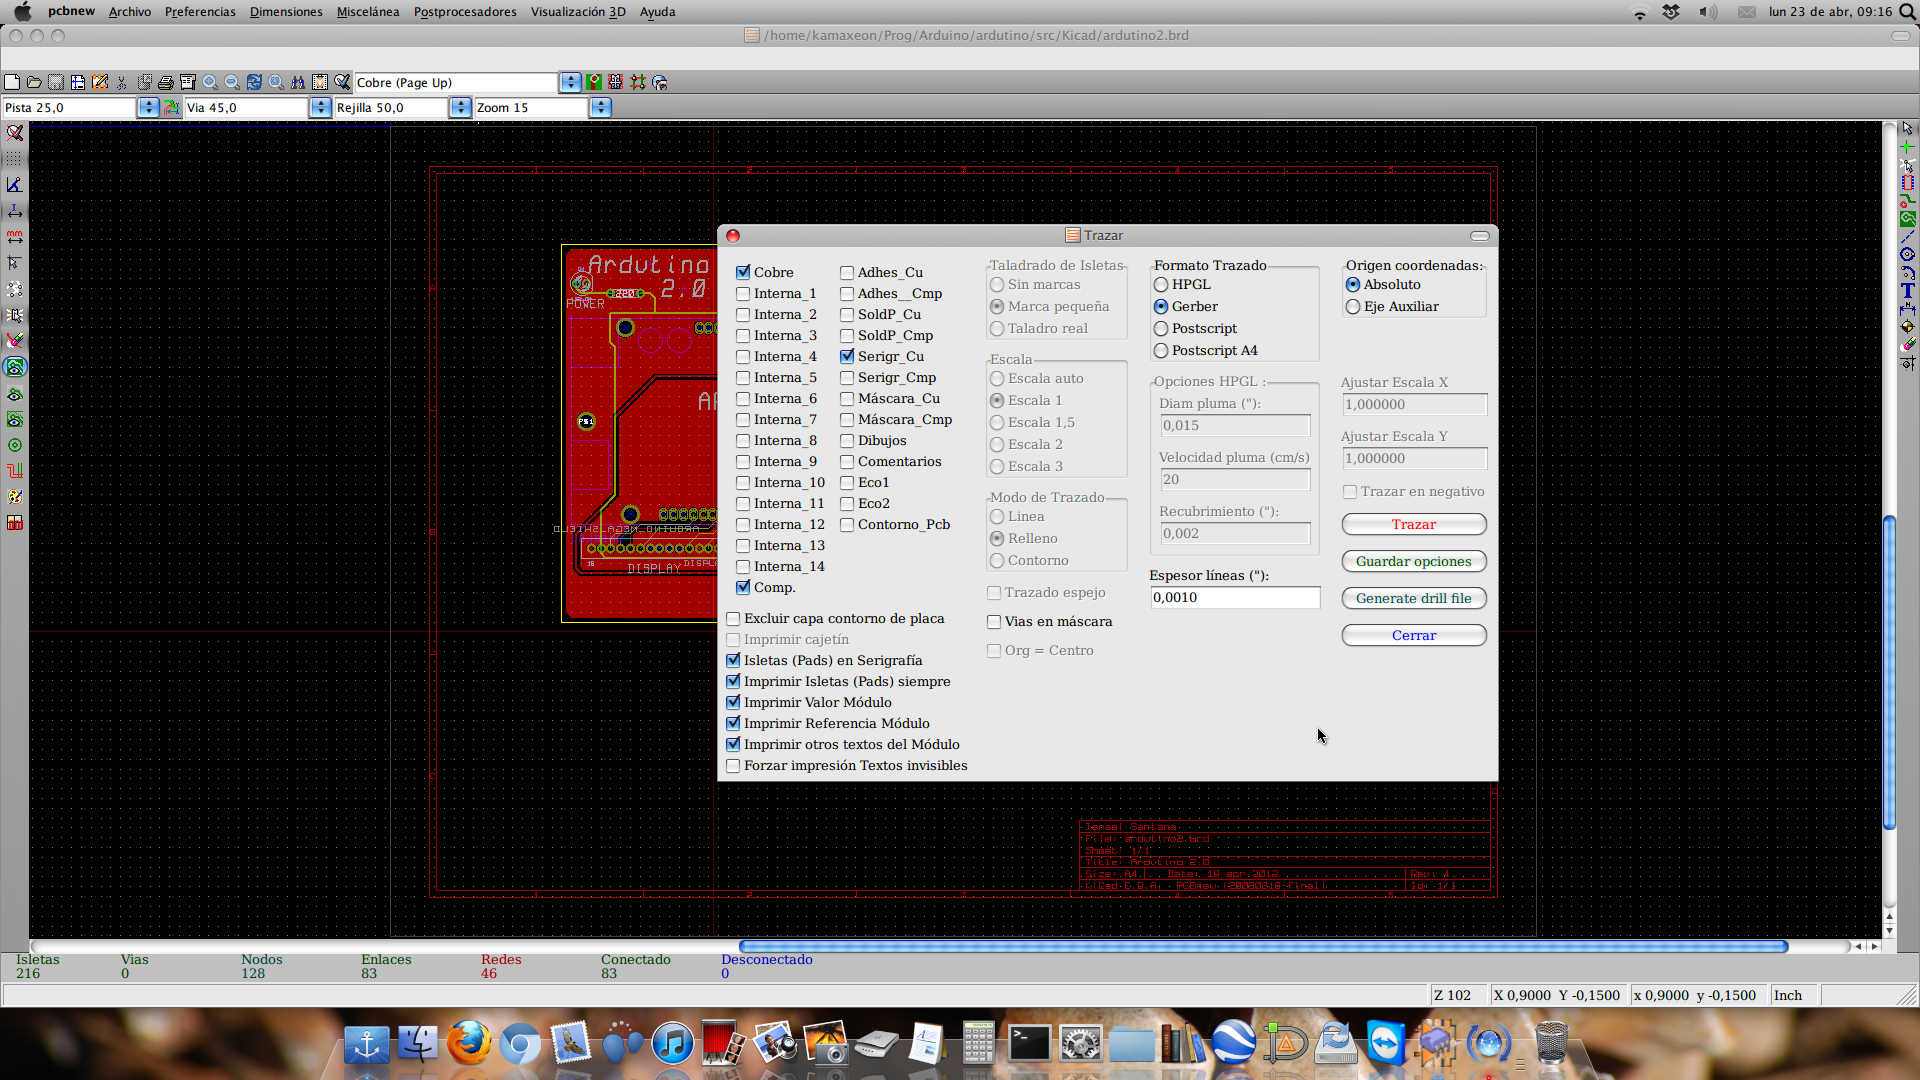 pcbnew Archivo Preferencias Dimensiones Miscelánea Postprocesadores Visualización 3D Ayuda
lun 23 de abr, 09:16
/home/kamaxeon/Prog/Arduino/ardutino/src/Kicad/ardutino2.brd
Cobre (Page Up)
Pista 25,0 Via 45,0 Rejilla 50,0 Zoom 15
Ardutino
2.0
POWER
DISPLAY
Trazar
Cobre
Interna_1
Interna_2
Interna_3
Interna_4
Interna_5
Interna_6
Interna_7
Interna_8
Interna_9
Interna_10
Interna_11
Interna_12
Interna_13
Interna_14
Comp.
Adhes_Cu
Adhes__Cmp
SoldP_Cu
SoldP_Cmp
Serigr_Cu
Serigr_Cmp
Máscara_Cu
Máscara_Cmp
Dibujos
Comentarios
Eco1
Eco2
Contorno_Pcb
Excluir capa contorno de placa
Imprimir cajetín
Isletas (Pads) en Serigrafía
Imprimir Isletas (Pads) siempre
Imprimir Valor Módulo
Imprimir Referencia Módulo
Imprimir otros textos del Módulo
Forzar impresión Textos invisibles
Taladrado de Isletas
Sin marcas
Marca pequeña
Taladro real
Escala
Escala auto
Escala 1
Escala 1,5
Escala 2
Escala 3
Modo de Trazado
Linea
Relleno
Contorno
Trazado espejo
Vias en máscara
Org = Centro
Formato Trazado
HPGL
Gerber
Postscript
Postscript A4
Opciones HPGL :
Diam pluma ("):
0,015
Velocidad pluma (cm/s)
20
Recubrimiento ("):
0,002
Espesor líneas ("):
0,0010
Origen coordenadas:
Absoluto
Eje Auxiliar
Ajustar Escala X
1,000000
Ajustar Escala Y
1,000000
Trazar en negativo
Trazar
Guardar opciones
Generate drill file
Cerrar
Ismael Santana
File: ardutino2.brd
Sheet: 1/1
Title: Ardutino 2.0
Size: A4 Date: 19 apr 2012 Rev: A
Id: 1/1
Isletas Vias Nodos Enlaces Redes Conectado Desconectado
216 0 128 83 46 83 0
Z 102 X 0,9000 Y -0,1500 x 0,9000 y -0,1500 Inch